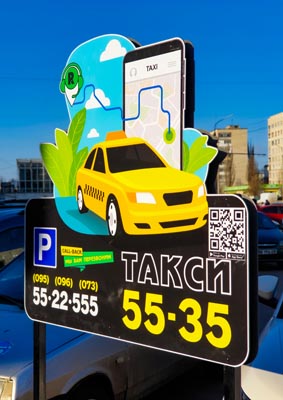 R
TAXI
P
CALL-BACK
МЫ ВАМ ПЕРЕЗВОНИМ
(095) (096) (073)
55-22-555
ТАКСИ
55-35